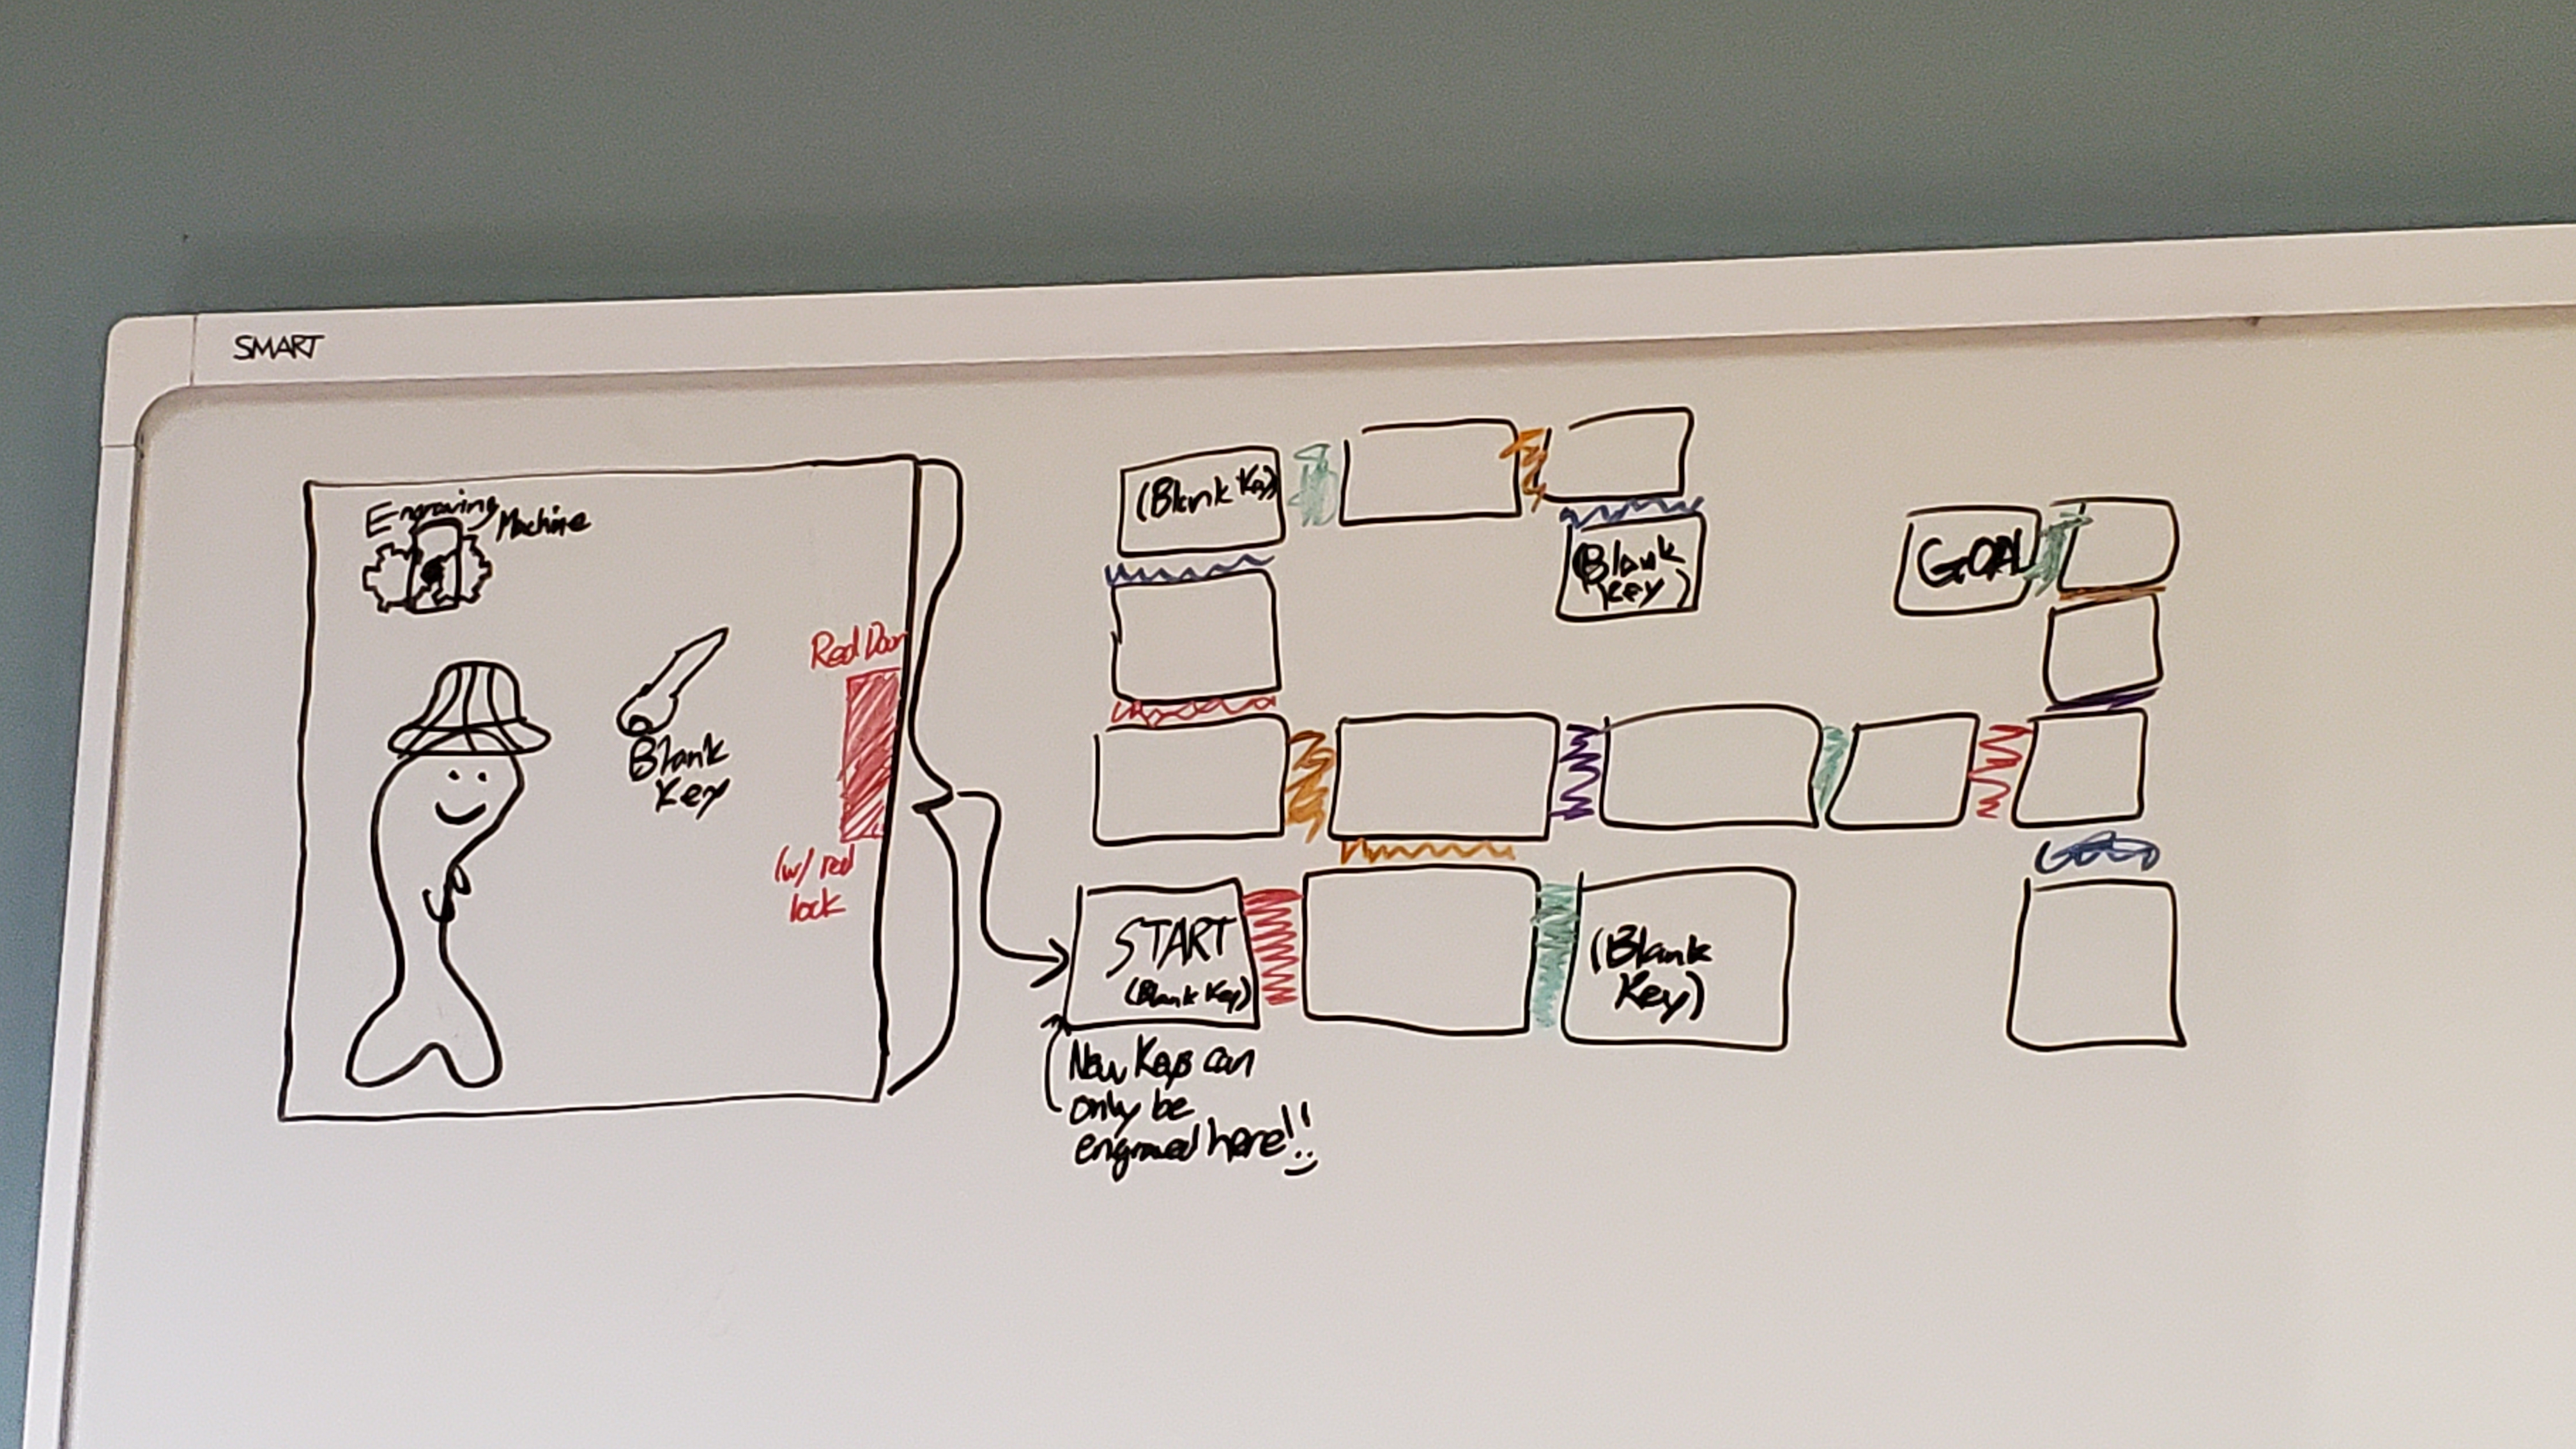 SMART
Engraving
Machine
Red Door
Blank
Key
(w/ red
lock
(Blank Key)
(Blank
Key)
GOAL
START
(Blank Key)
(Blank
Key)
New Keys can
only be
engraved here!!